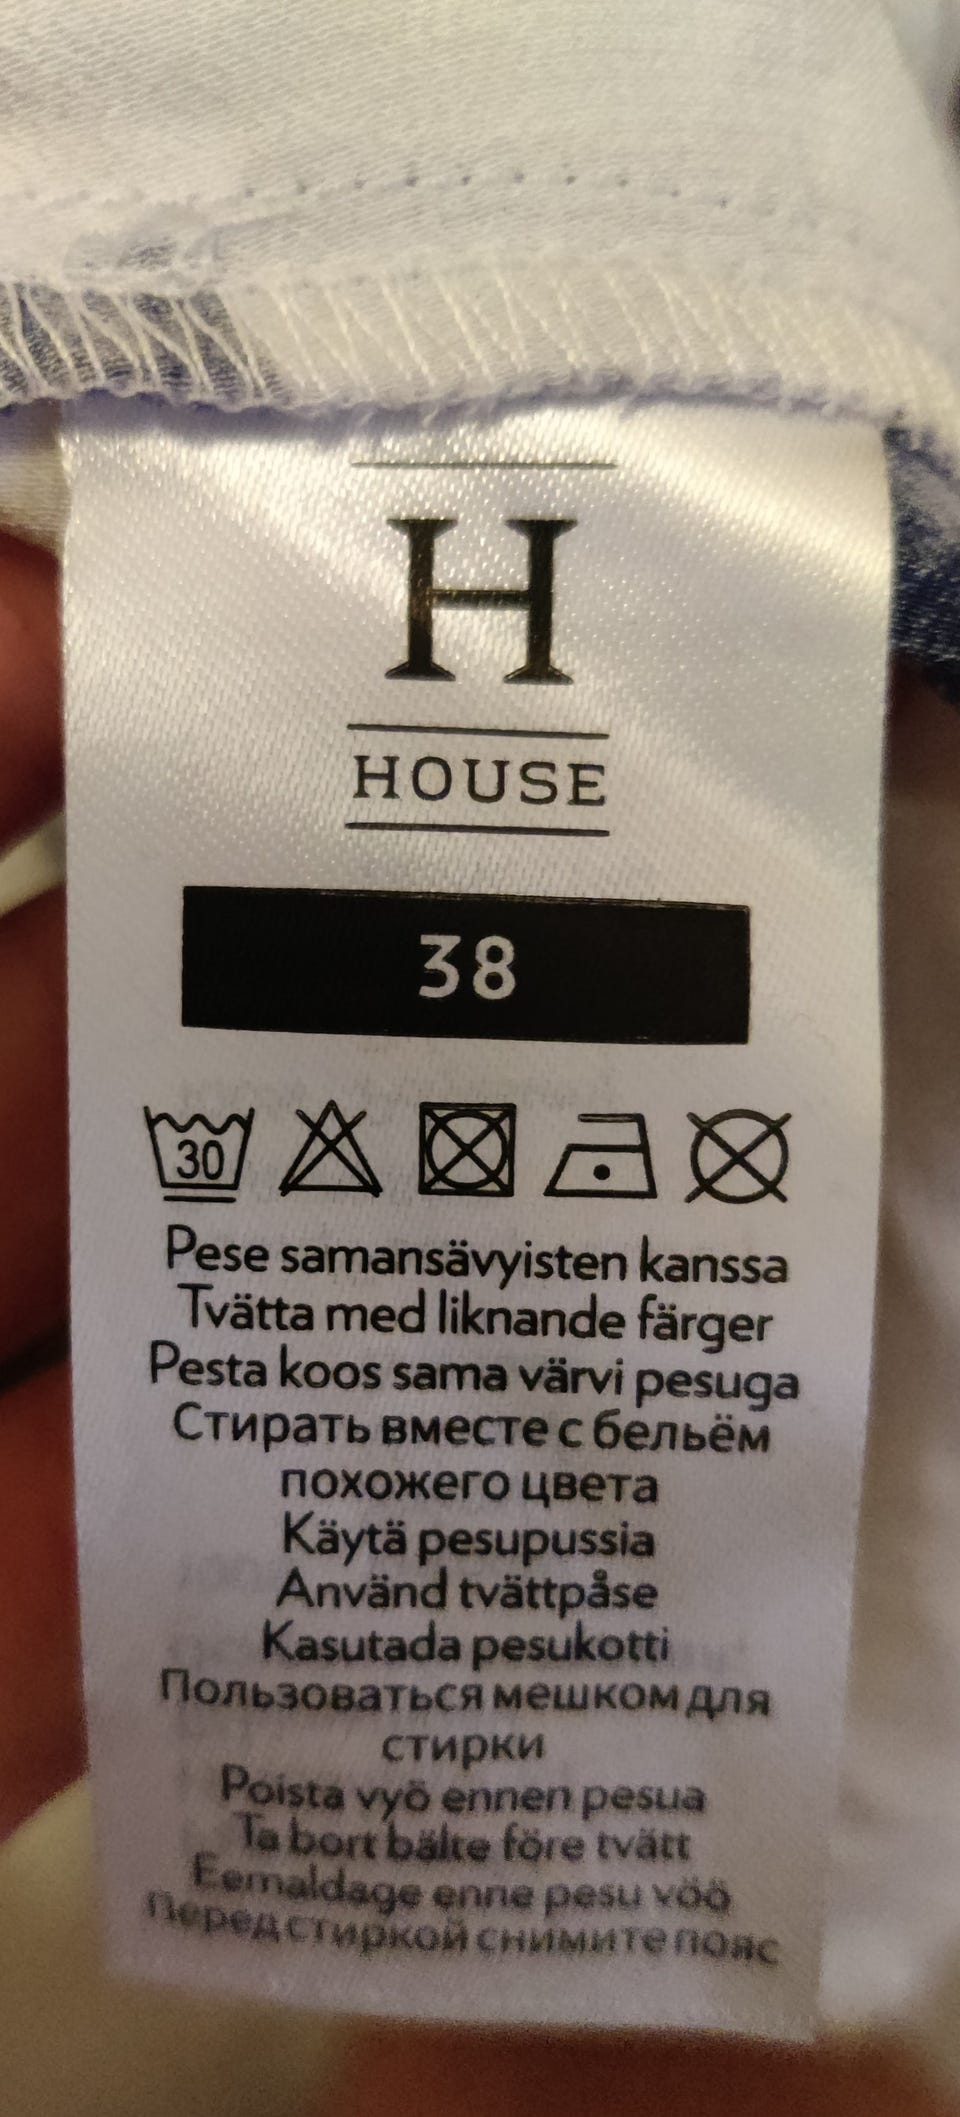 H
HOUSE
38
30
Pese samansävyisten kanssa
Tvätta med liknande färger
Pesta koos sama värvi pesuga
Стирать вместе с бельём
похожего цвета
Käytä pesupussia
Använd tvättpåse
Kasutada pesukotti
Пользоваться мешком для
стирки
Poista vyö ennen pesua
Ta bort bälte före tvätt
Eemaldage enne pesu vöö
Перед стиркой снимите пояс